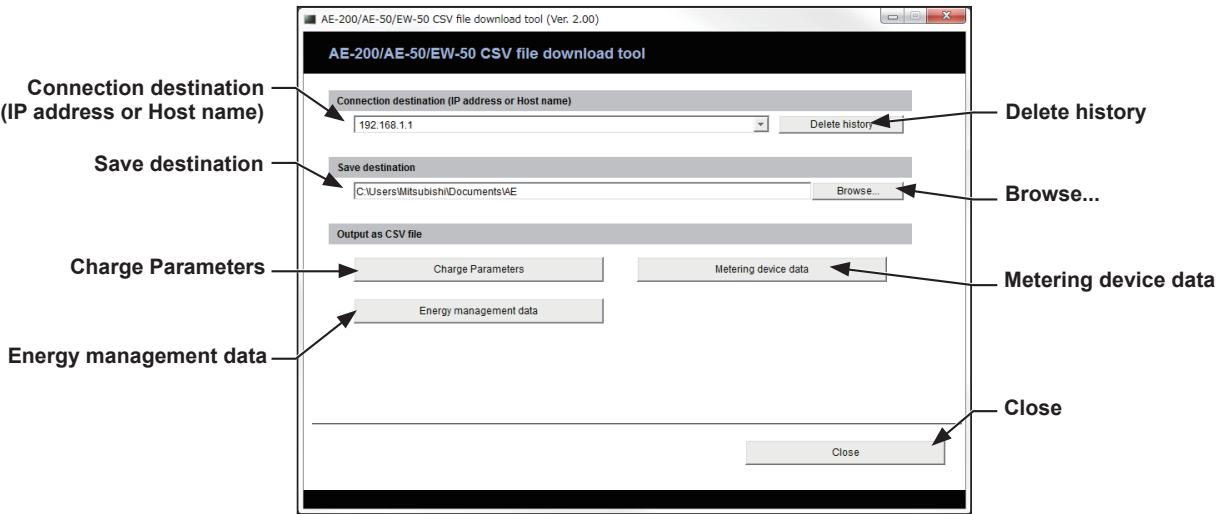 AE-200/AE-50/EW-50 CSV file download tool (Ver. 2.00)
AE-200/AE-50/EW-50 CSV file download tool
Connection destination
(IP address or Host name)
Connection destination (IP address or Host name)
192.168.1.1
Delete history
Delete history
Save destination
Save destination
C:\Users\Mitsubishi\Documents\AE
Browse...
Browse...
Output as CSV file
Charge Parameters
Charge Parameters
Metering device data
Metering device data
Energy management data
Energy management data
Close
Close